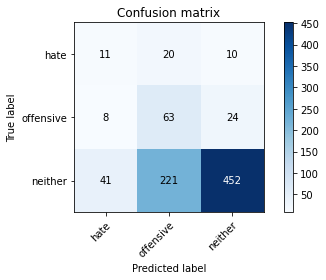 Confusion matrix
True label
hate 11 20 10
offensive 8 63 24
neither 41 221 452
hate offensive neither
Predicted label
450
400
350
300
250
200
150
100
50